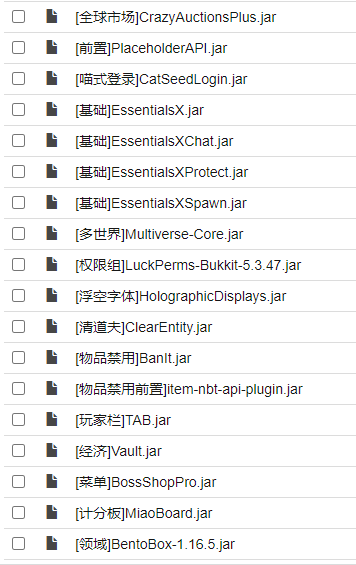 [全球市场]CrazyAuctionsPlus.jar
[前置]PlaceholderAPI.jar
[喵式登录]CatSeedLogin.jar
[基础]EssentialsX.jar
[基础]EssentialsXChat.jar
[基础]EssentialsXProtect.jar
[基础]EssentialsXSpawn.jar
[多世界]Multiverse-Core.jar
[权限组]LuckPerms-Bukkit-5.3.47.jar
[浮空字体]HolographicDisplays.jar
[清道夫]ClearEntity.jar
[物品禁用]BanIt.jar
[物品禁用前置]item-nbt-api-plugin.jar
[玩家栏]TAB.jar
[经济]Vault.jar
[菜单]BossShopPro.jar
[计分板]MiaoBoard.jar
[领域]BentoBox-1.16.5.jar